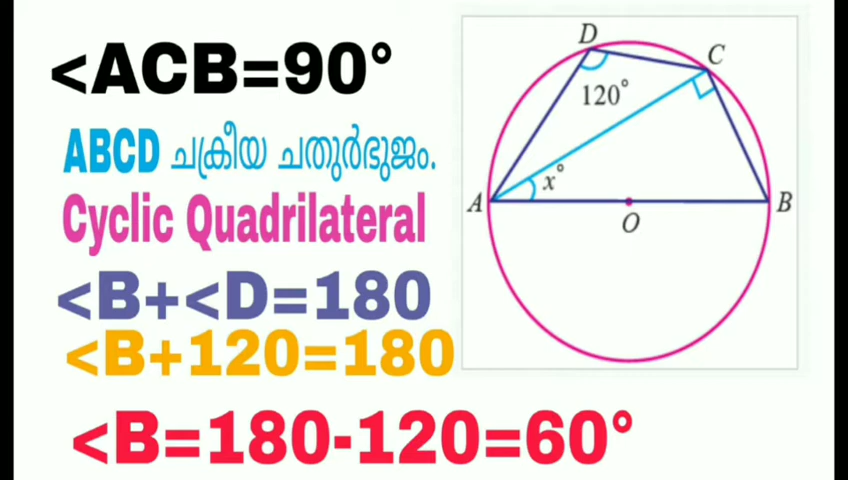 <ACB=90°
ABCD ചക്രീയ ചതുർഭുജം.
Cyclic Quadrilateral
<B+<D=180
<B+120=180
<B=180-120=60°
D
C
120°
x°
A
B
O